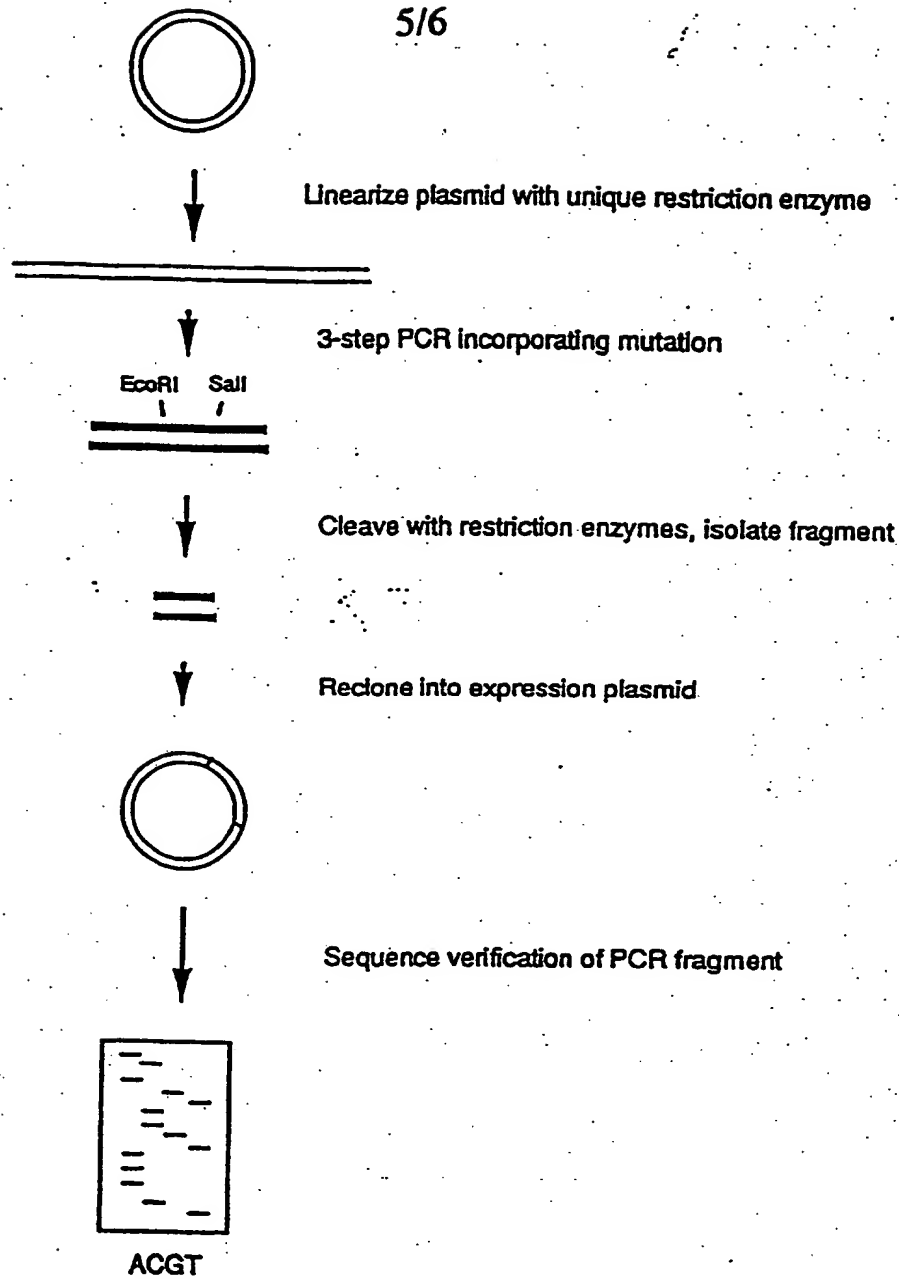 5/6
Linearize plasmid with unique restriction enzyme
3-step PCR incorporating mutation
EcoRI SalI
Cleave with restriction enzymes, isolate fragment
Reclone into expression plasmid
Sequence verification of PCR fragment
ACGT